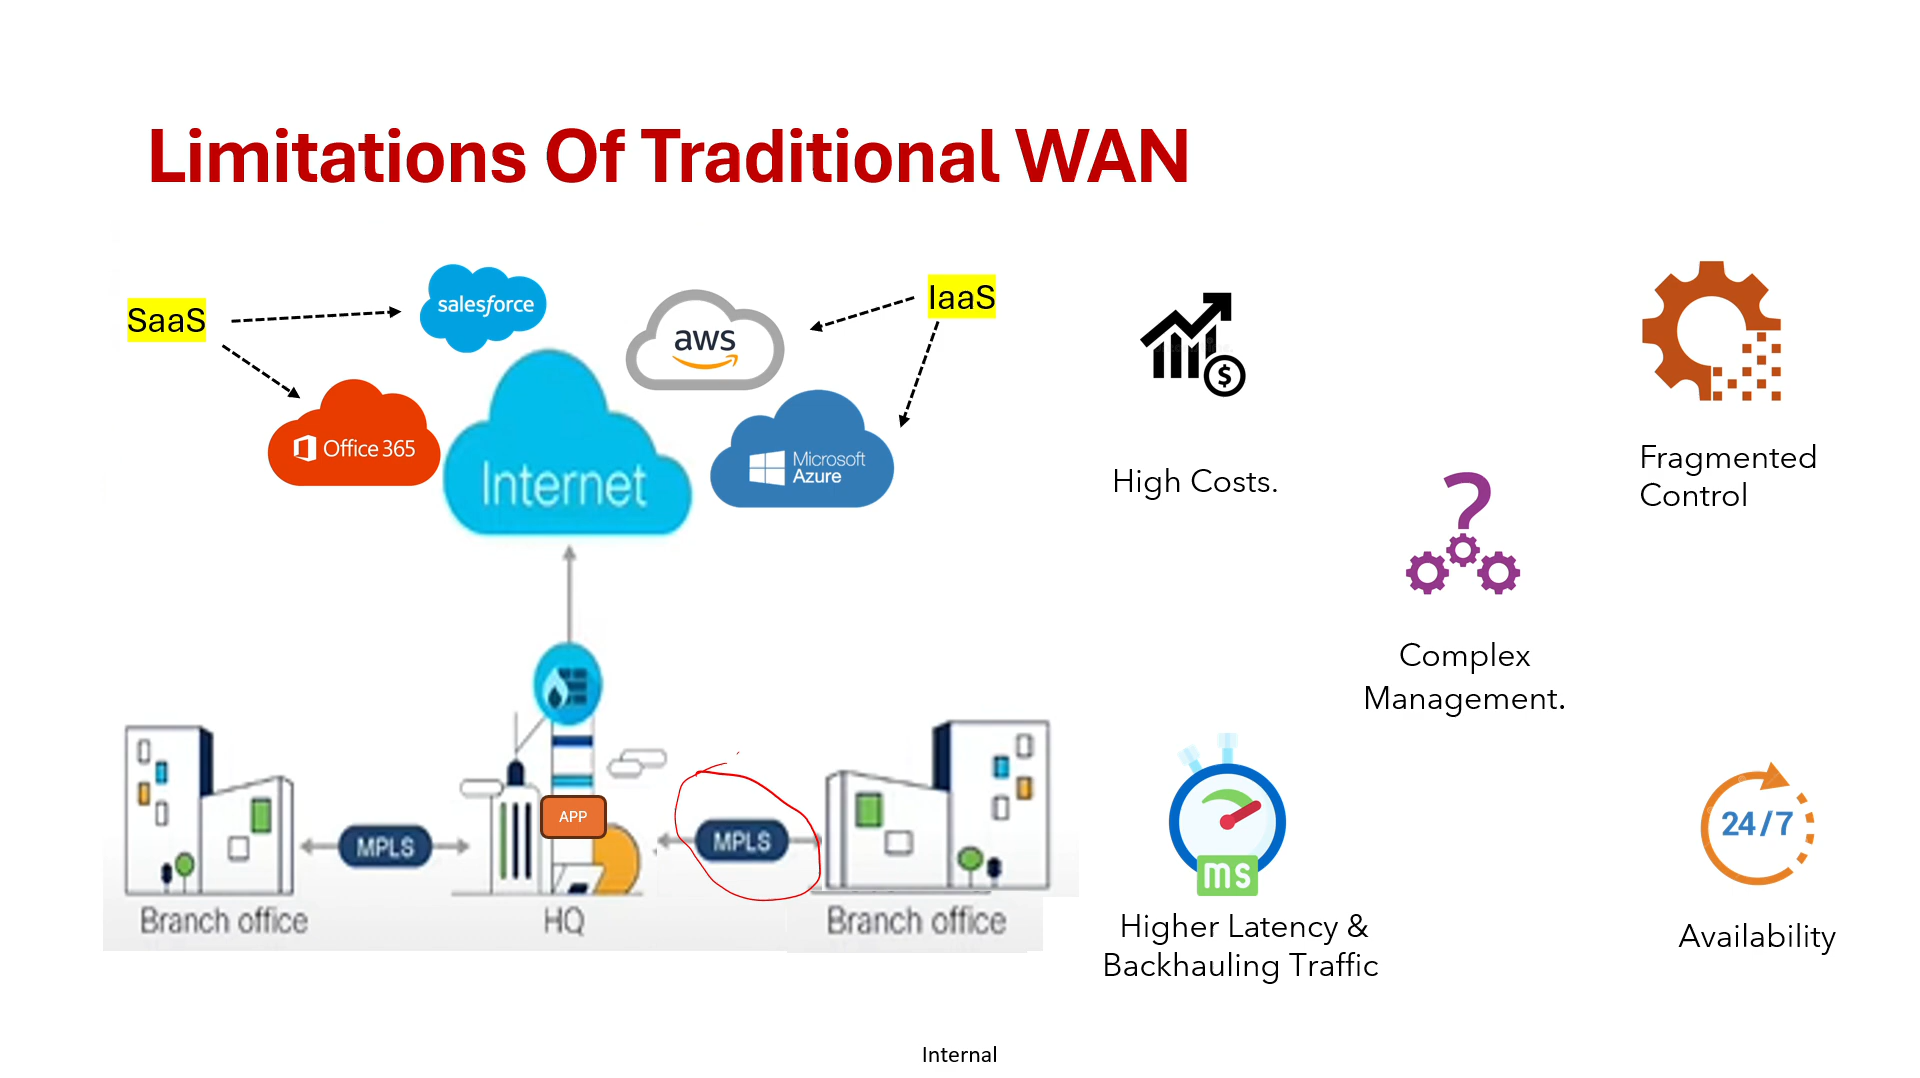 Limitations Of Traditional WAN
SaaS
salesforce
aws
IaaS
Office 365
Internet
Microsoft
Azure
High Costs.
Fragmented
Control
Complex
Management.
APP
MPLS
MPLS
Branch office
HQ
Branch office
ms
Higher Latency &
Backhauling Traffic
24/7
Availability
Internal